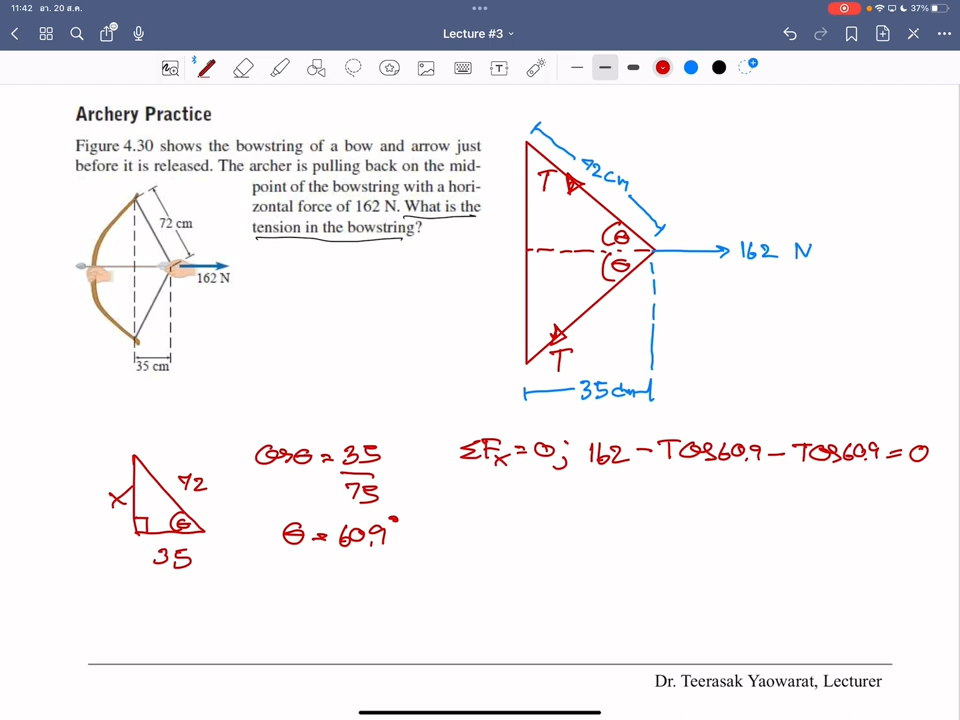 11:42 อา. 20 ส.ค.
37%
Lecture #3
Archery Practice
Figure 4.30 shows the bowstring of a bow and arrow just
before it is released. The archer is pulling back on the mid-
point of the bowstring with a hori-
zontal force of 162 N. What is the
tension in the bowstring?
72 cm
162 N
35 cm
72 cm
T
θ
θ
162 N
T
35 cm
x
72
θ
35
cosθ = 35
75
θ = 60.9°
ΣFx = 0; 162 - Tcos60.9 - Tcos60.9 = 0
Dr. Teerasak Yaowarat, Lecturer